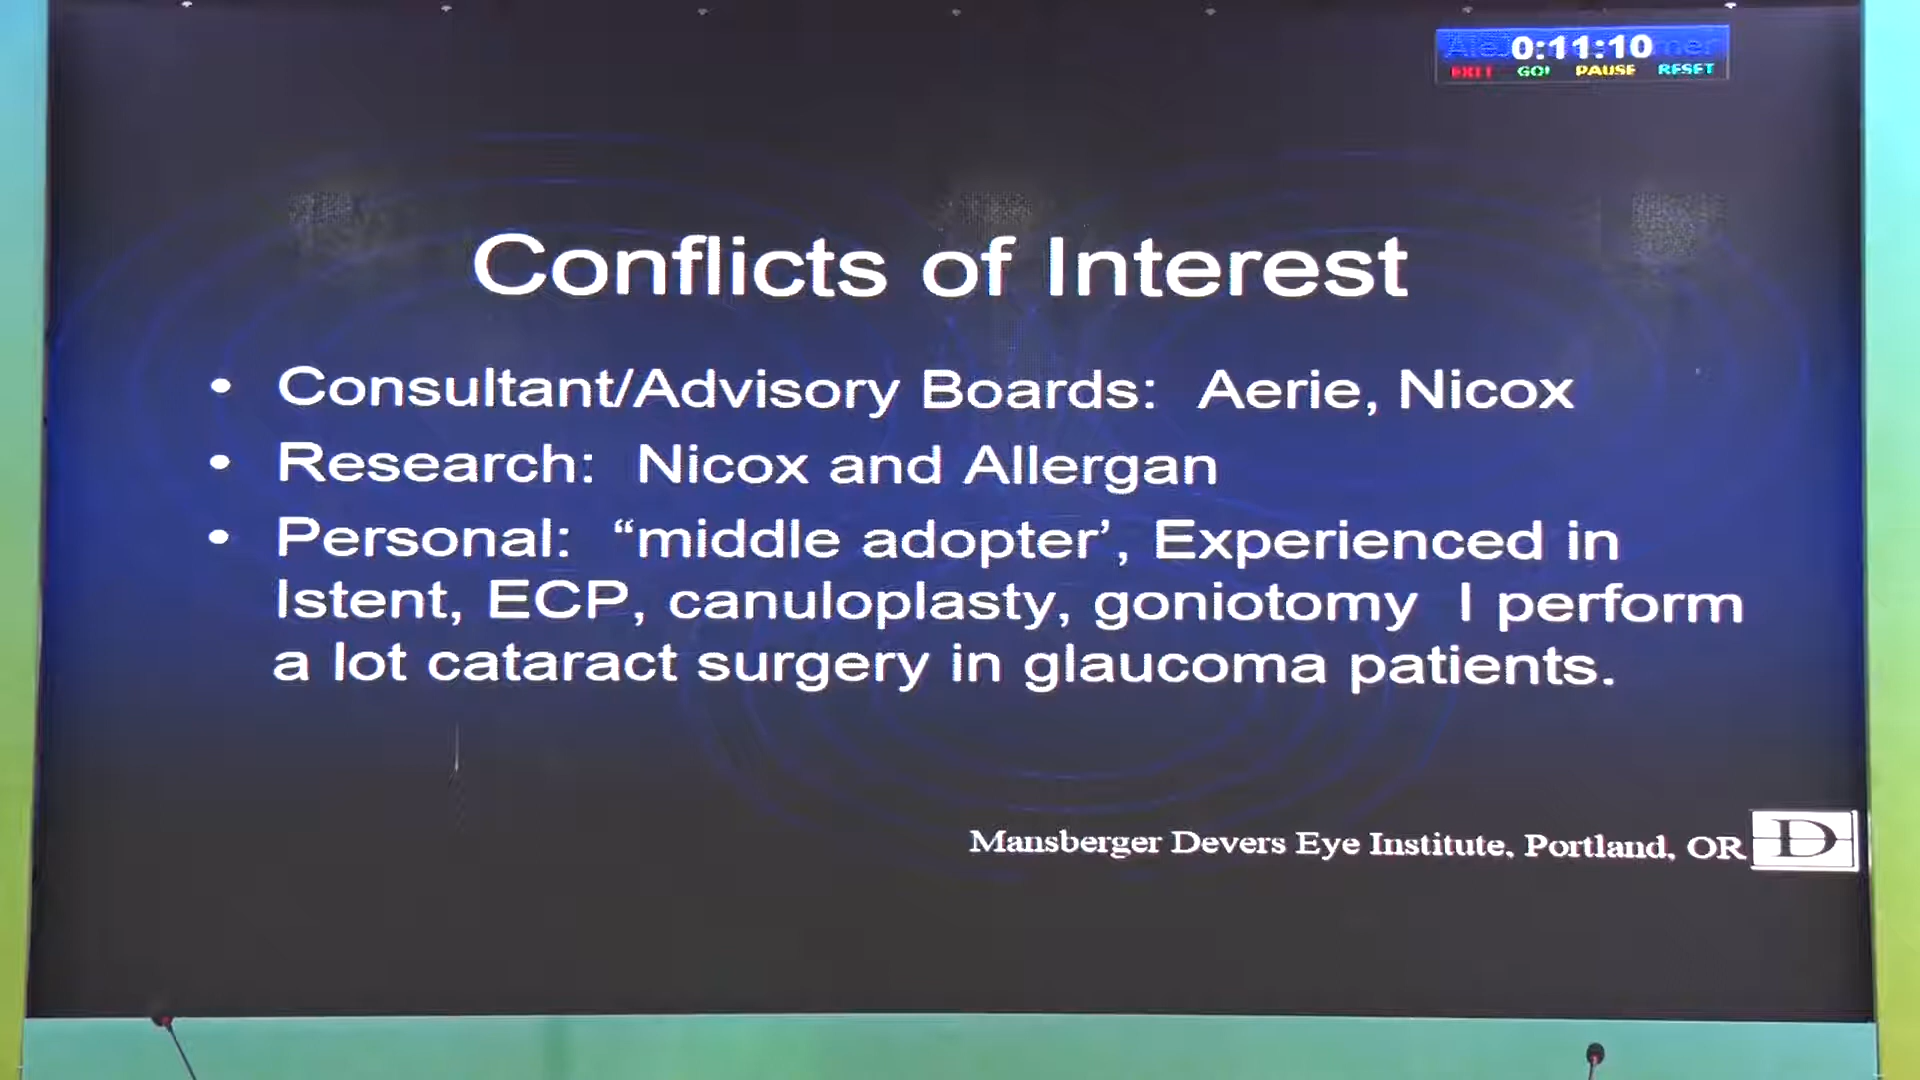 0:11:10
EXIT GO! PAUSE RESET
Conflicts of Interest
• Consultant/Advisory Boards: Aerie, Nicox
• Research: Nicox and Allergan
• Personal: “middle adopter’, Experienced in
Istent, ECP, canuloplasty, goniotomy I perform
a lot cataract surgery in glaucoma patients.
Mansberger Devers Eye Institute, Portland, OR
D